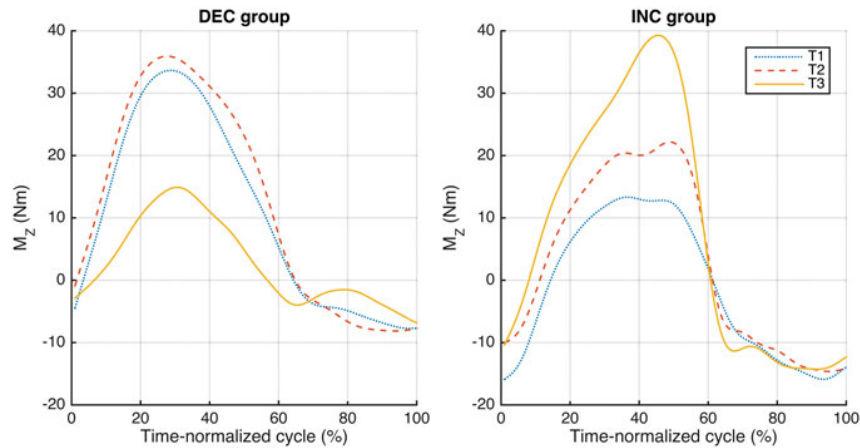 DEC group
40
30
20
10
0
-10
-20
M_Z (Nm)
0 20 40 60 80 100
Time-normalized cycle (%)
INC group
T1
T2
T3
40
30
20
10
0
-10
-20
M_Z (Nm)
0 20 40 60 80 100
Time-normalized cycle (%)